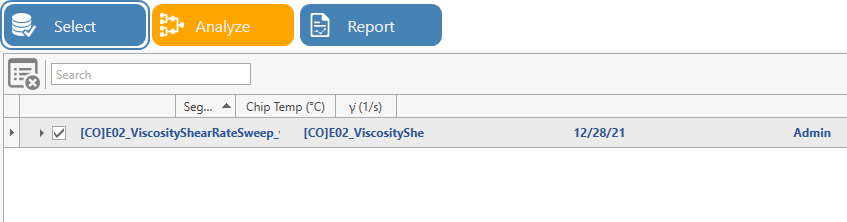 Select Analyze Report
Search
Seg... Chip Temp (°C) γ̇ (1/s)
[CO]E02_ViscosityShearRateSweep_ [CO]E02_ViscosityShe 12/28/21 Admin